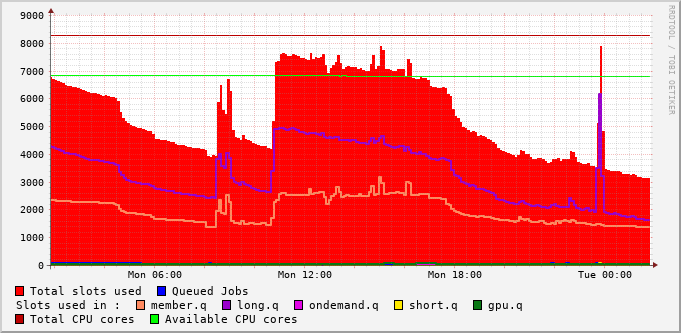 9000
8000
7000
6000
5000
4000
3000
2000
1000
0
Mon 06:00 Mon 12:00 Mon 18:00 Tue 00:00
RRDTOOL / TOBI OETIKER
Total slots used Queued Jobs
Slots used in : member.q long.q ondemand.q short.q gpu.q
Total CPU cores Available CPU cores